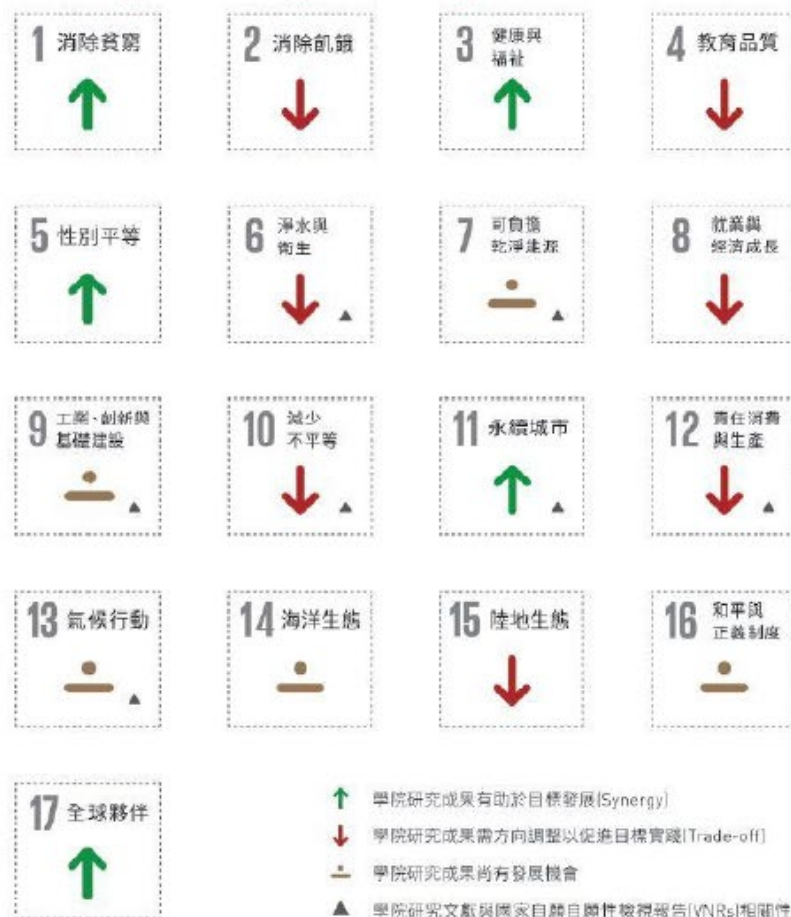 1 消除貧窮
2 消除飢餓
3 健康與
福祉
4 教育品質
5 性別平等
6 淨水與
衛生
7 可負擔
乾淨能源
8 就業與
經濟成長
9 工業、創新與
基礎建設
10 減少
不平等
11 永續城市
12 責任消費
與生產
13 氣候行動
14 海洋生態
15 陸地生態
16 和平與
正義制度
17 全球夥伴
學院研究成果有助於目標發展(Synergy)
學院研究成果需方向調整以促進目標實踐(Trade-off)
學院研究成果尚有發展機會
學院研究文獻與國家自願自願性檢視報告(VNRs)相關性